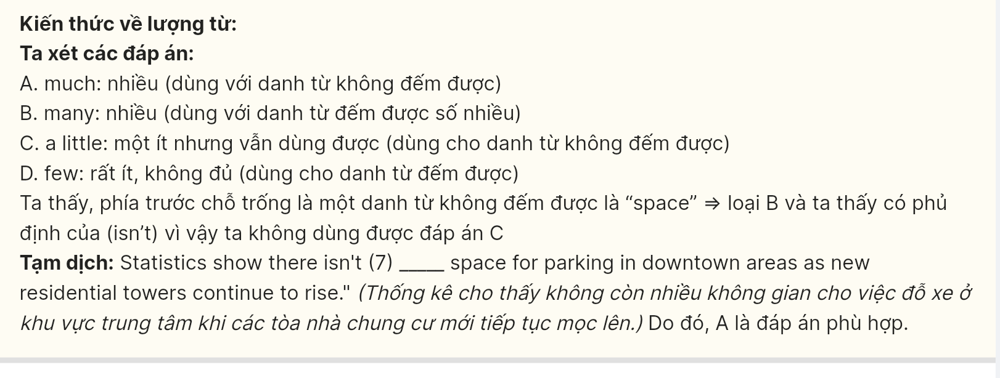 Kiến thức về lượng từ:
Ta xét các đáp án:
A. much: nhiều (dùng với danh từ không đếm được)
B. many: nhiều (dùng với danh từ đếm được số nhiều)
C. a little: một ít nhưng vẫn dùng được (dùng cho danh từ không đếm được)
D. few: rất ít, không đủ (dùng cho danh từ đếm được)
Ta thấy, phía trước chỗ trống là một danh từ không đếm được là “space” ⇒ loại B và ta thấy có phủ
định của (isn’t) vì vậy ta không dùng được đáp án C
Tạm dịch: Statistics show there isn't (7) _____ space for parking in downtown areas as new
residential towers continue to rise." (Thống kê cho thấy không còn nhiều không gian cho việc đỗ xe ở
khu vực trung tâm khi các tòa nhà chung cư mới tiếp tục mọc lên.) Do đó, A là đáp án phù hợp.